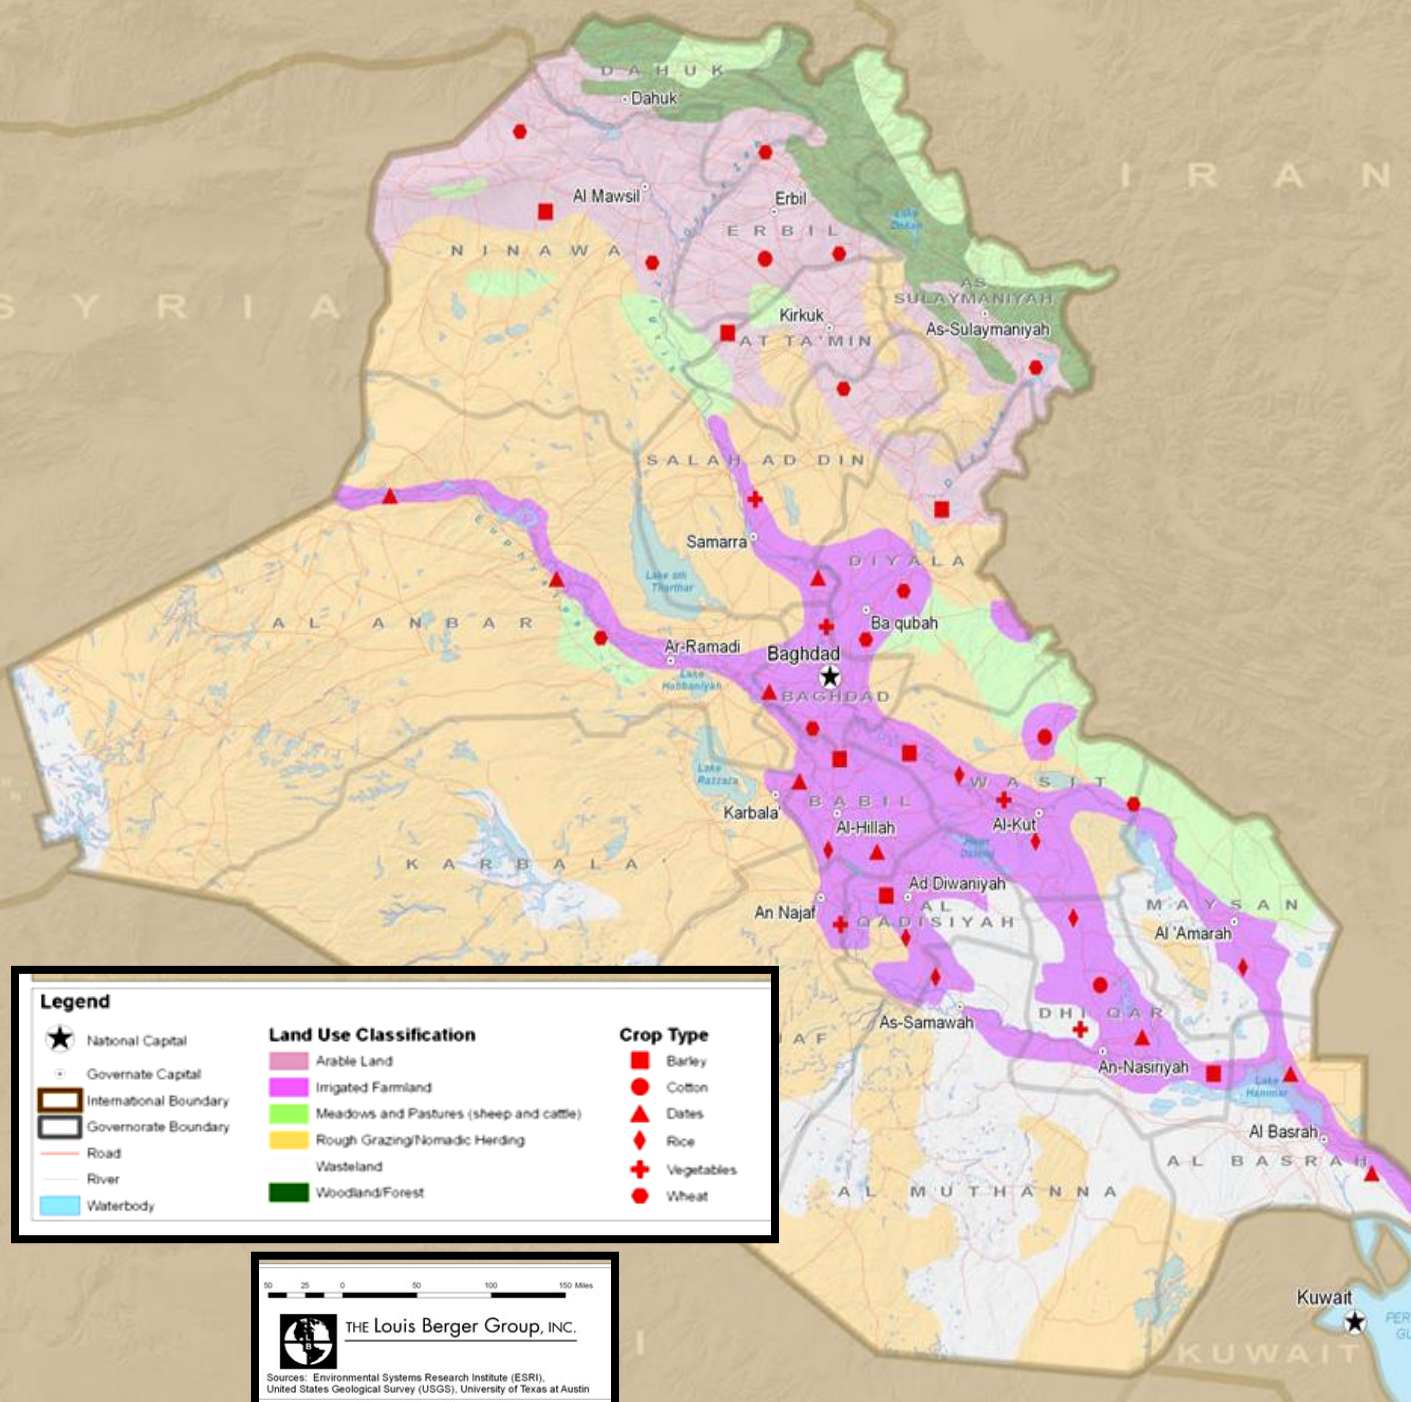 DAHUK
Dahuk
IRAN
Al Mawsil
Erbil
ERBIL
NINAWA
SYRIA
AS
SULAYMANIYAH
Kirkuk
As-Sulaymaniyah
AT TA'MIN
SALAH AD DIN
Samarra
DIYALA
Lake ath
Tharthar
AL ANBAR
Ba qubah
Ar-Ramadi
Baghdad
Lake
Habbaniyah
BAGHDAD
Lake
Razzaza
WASIT
Karbala'
BABIL
Al-Hillah
Al-Kut
KARBALA'
Ad Diwaniyah
An Najaf
AL
QADISIYAH
MAYSAN
Al 'Amarah
As-Samawah
DHI QAR
JAF
An-Nasiriyah
Lake
Hammar
Al Basrah
AL BASRAH
AL MUTHANNA
Kuwait
KUWAIT
PER
GU
Legend
National Capital
Governate Capital
International Boundary
Governorate Boundary
Road
River
Waterbody
Land Use Classification
Arable Land
Irrigated Farmland
Meadows and Pastures (sheep and cattle)
Rough Grazing/Nomadic Herding
Wasteland
Woodland/Forest
Crop Type
Barley
Cotton
Dates
Rice
Vegetables
Wheat
50 25 0 50 100 150 Miles
THE Louis Berger Group, INC.
Sources: Environmental Systems Research Institute (ESRI),
United States Geological Survey (USGS), University of Texas at Austin